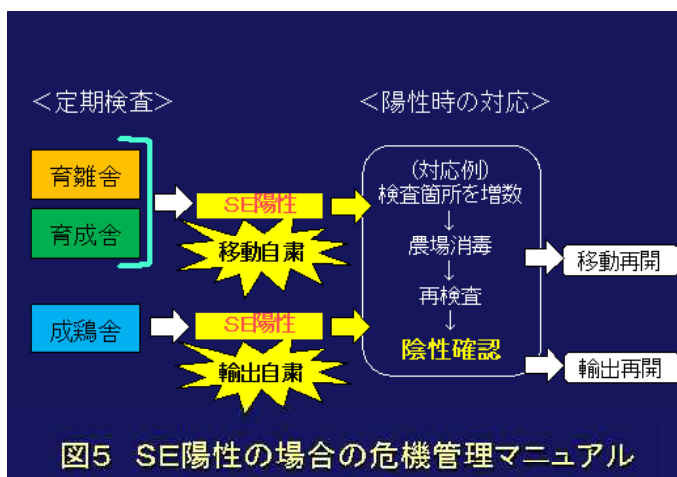 ＜定期検査＞
育雛舎
育成舎
SE陽性
移動自粛
成鶏舎
SE陽性
輸出自粛
＜陽性時の対応＞
(対応例)
検査箇所を増数
↓
農場消毒
↓
再検査
↓
陰性確認
移動再開
輸出再開
図5　SE陽性の場合の危機管理マニュアル